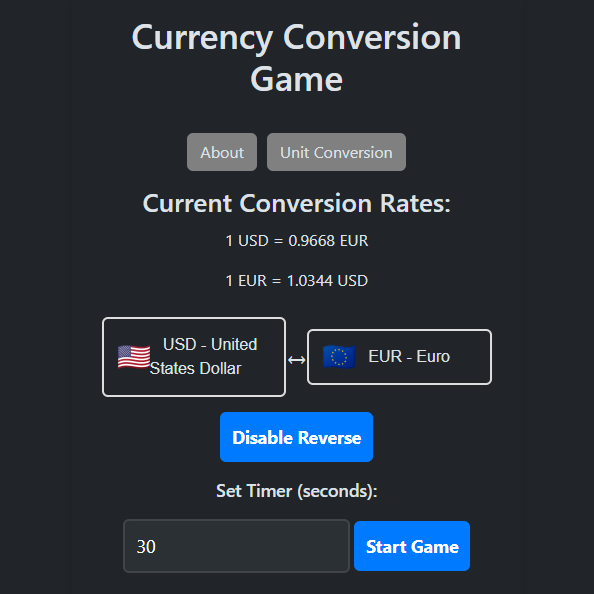 Currency Conversion
Game
About
Unit Conversion
Current Conversion Rates:
1 USD = 0.9668 EUR
1 EUR = 1.0344 USD
USD - United
States Dollar
↔
EUR - Euro
Disable Reverse
Set Timer (seconds):
30
Start Game